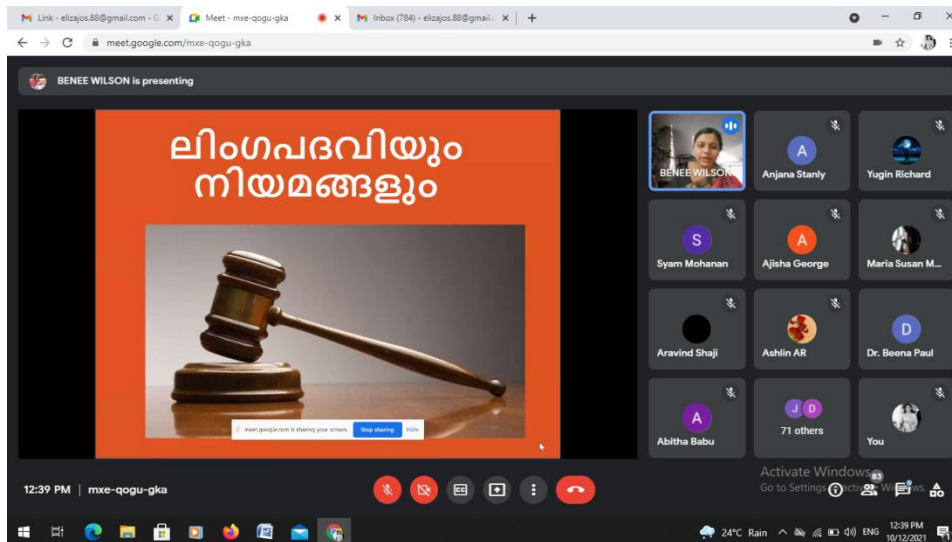 Link - elizajos.88@gmail.com - G
Meet - mxe-qogu-gka
Inbox (784) - elizajos.88@gmail.c
meet.google.com/mxe-qogu-gka
BENEE WILSON is presenting
ലിംഗപദവിയും
നിയമങ്ങളും
meet.google.com is sharing your screen. Stop sharing Hide
BENEE WILSON
A
Anjana Stanly
Yugin Richard
S
Syam Mohanan
A
Ajisha George
Maria Susan M...
Aravind Shaji
Ashlin AR
D
Dr. Beena Paul
A
Abitha Babu
J D
71 others
You
Activate Windows
Go to Settings
83
12:39 PM | mxe-qogu-gka
24°C Rain
ENG
12:39 PM
10/12/2021